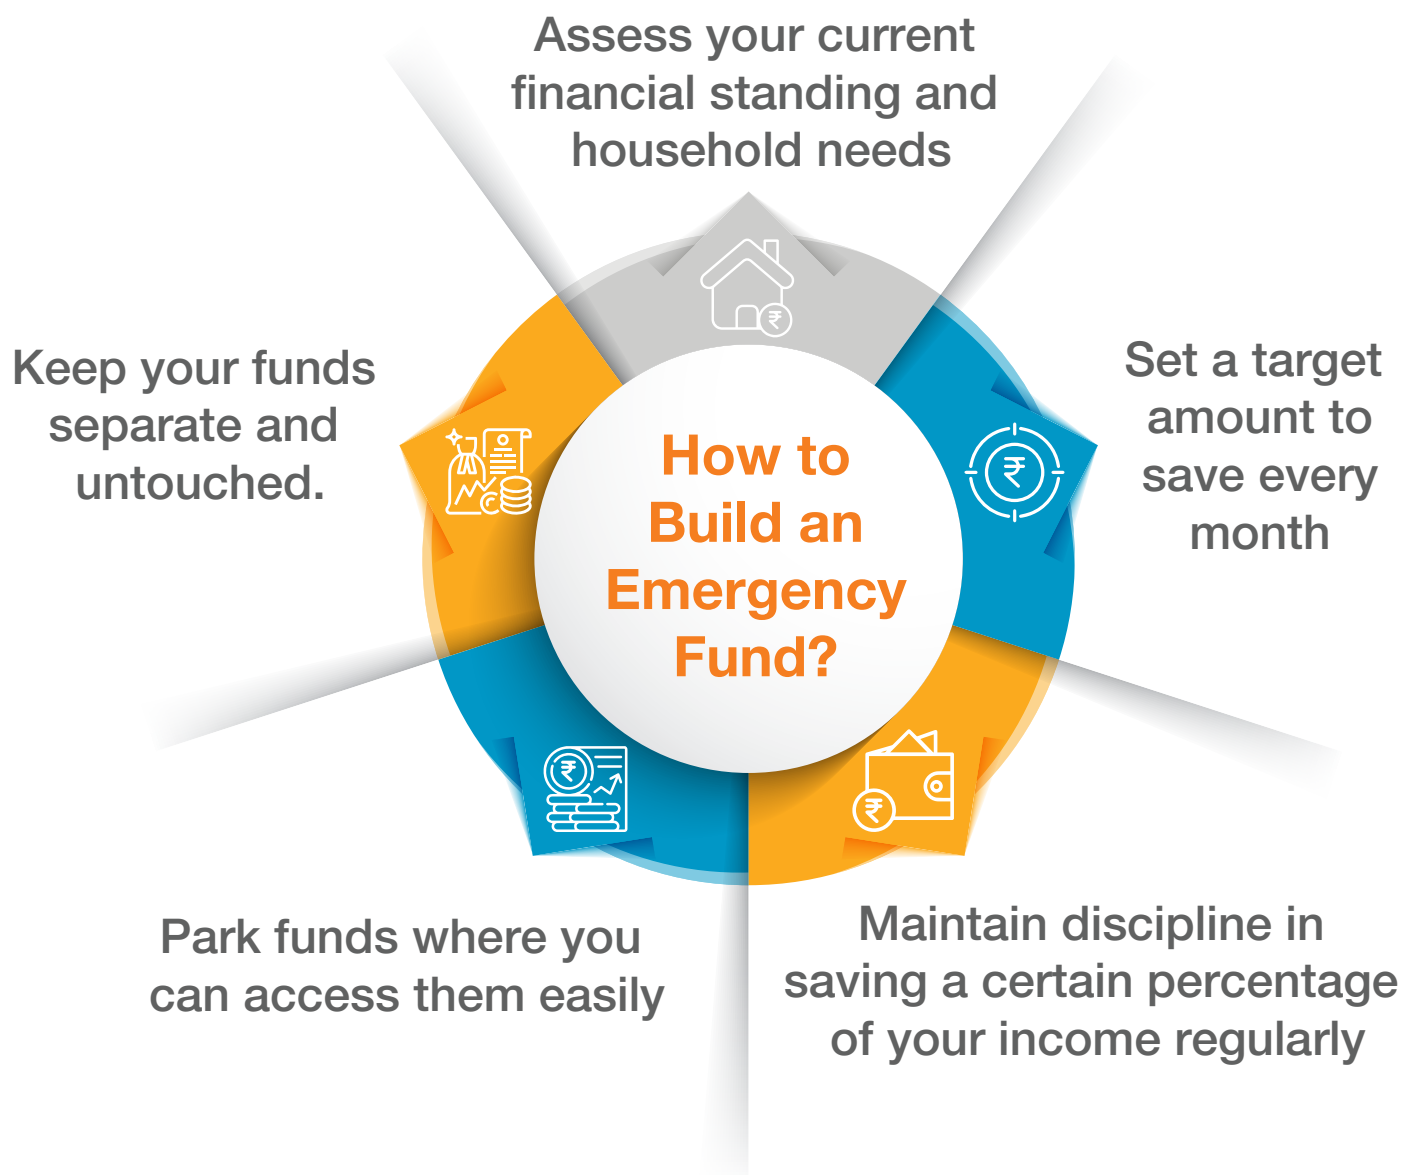 Assess your current
financial standing and
household needs
Set a target
amount to
save every
month
Maintain discipline in
saving a certain percentage
of your income regularly
Park funds where you
can access them easily
Keep your funds
separate and
untouched.
How to
Build an
Emergency
Fund?
₹
₹
₹
₹